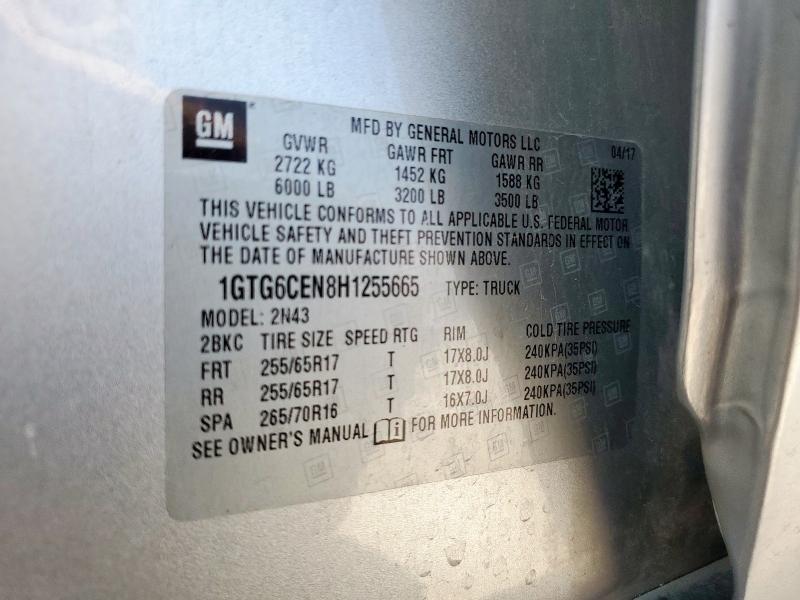 GM
MFD BY GENERAL MOTORS LLC
04/17
GVWR GAWR FRT GAWR RR
2722 KG 1452 KG 1588 KG
6000 LB 3200 LB 3500 LB
THIS VEHICLE CONFORMS TO ALL APPLICABLE U.S. FEDERAL MOTOR
VEHICLE SAFETY AND THEFT PREVENTION STANDARDS IN EFFECT ON
THE DATE OF MANUFACTURE SHOWN ABOVE.
1GTG6CEN8H1255665 TYPE: TRUCK
MODEL: 2N43
2BKC TIRE SIZE SPEED RTG RIM COLD TIRE PRESSURE
FRT 255/65R17 T 17X8.0J 240KPA(35PSI)
RR 255/65R17 T 17X8.0J 240KPA(35PSI)
SPA 265/70R16 T 16X7.0J 240KPA(35PSI)
SEE OWNER'S MANUAL i FOR MORE INFORMATION.